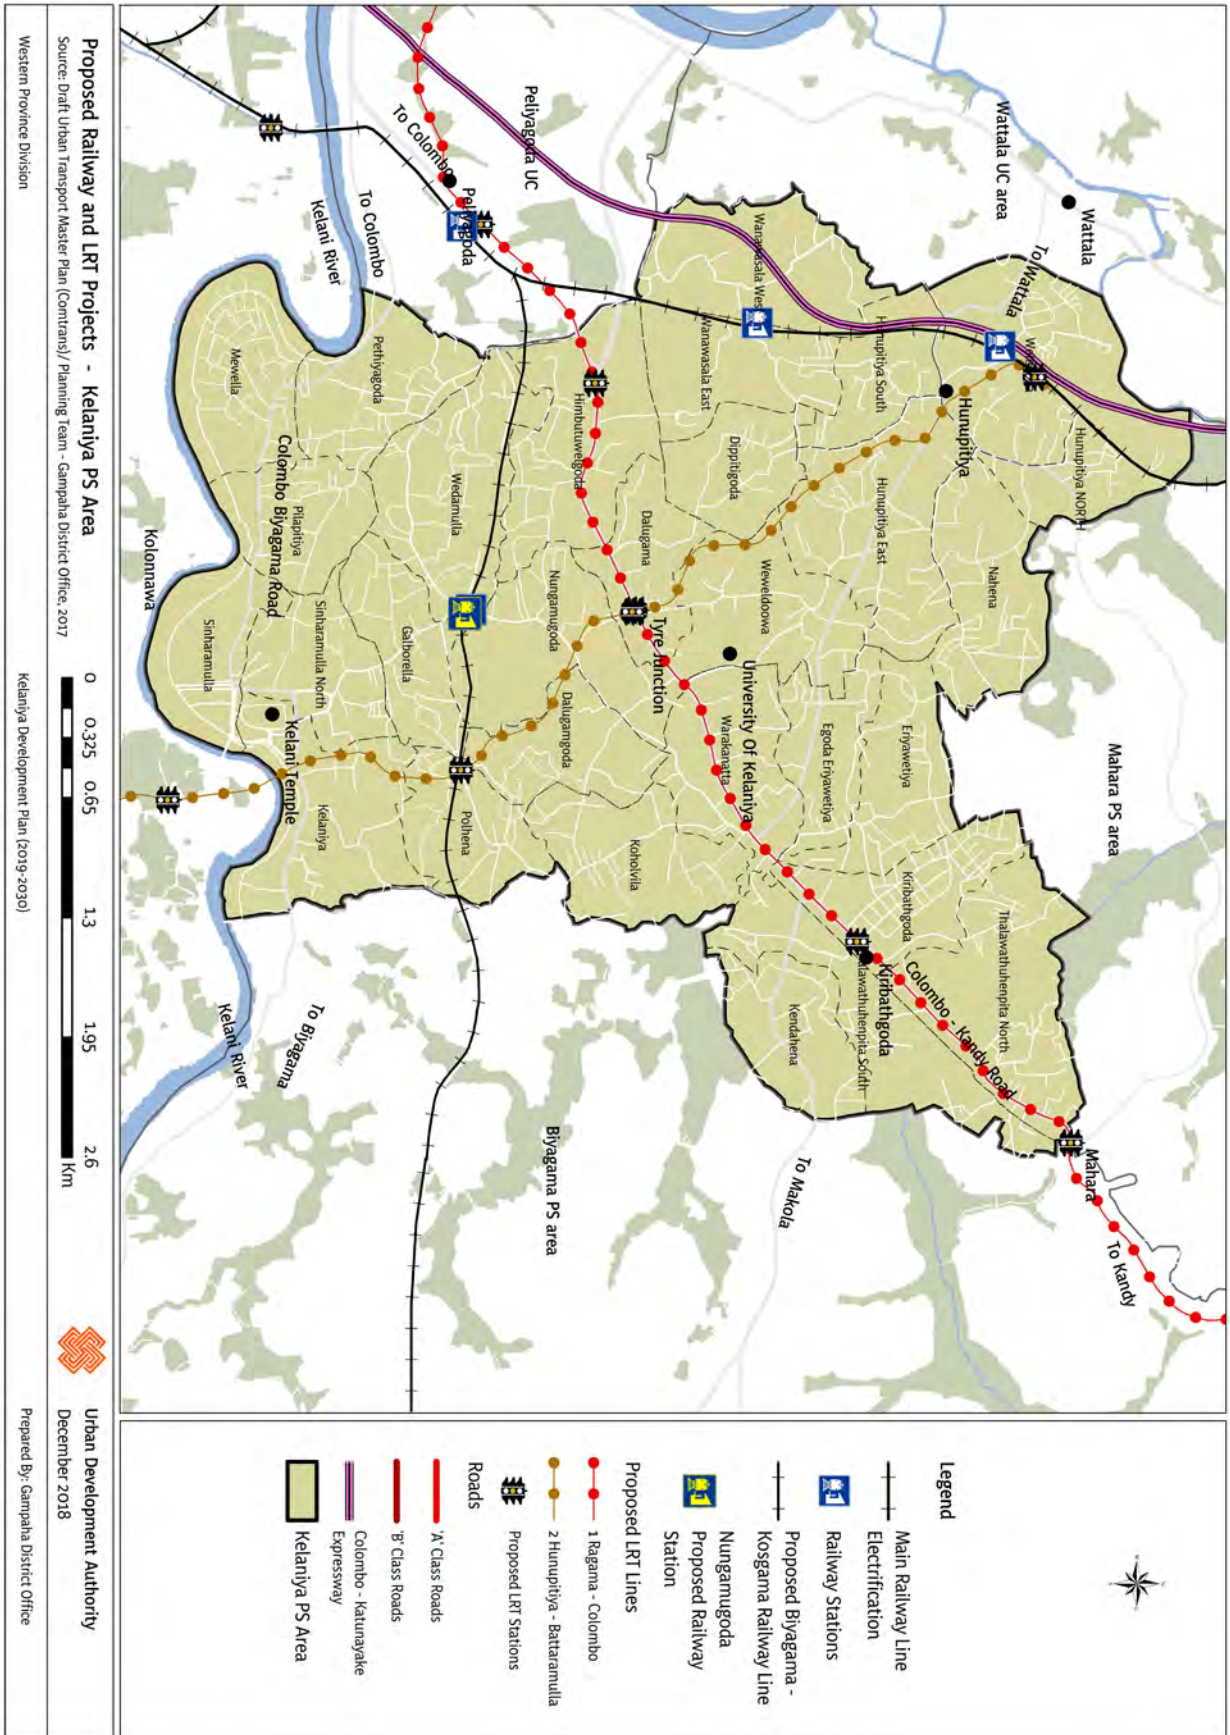 Wattala UC area
Wattala
To Wattala
Mahara PS area
Peliyagoda UC
Peliyagoda
To Colombo
To Colombo
Kelani River
Hunupitiya NORTH
Hunupitiya
Hunupitiya South
Hunupitiya East
Nahena
Wanawasala West
Wanawasala East
Dippitigoda
Dalugama
Himbutuwelgoda
Weweldoowa
Eriyawetiya
Egoda Eriyawetiya
University Of Kelaniya
Warakanatta
Tyre Junction
Thalawathuhenpita North
Kiribathgoda
Kiribathgoda
Colombo - Kandy Road
Kendahena
Mahara
To Kandy
To Makola
Nungamugoda
Dalugamgoda
Koholvila
Wedamulla
Polhena
Pethiyagoda
Galborella
Mewella
Pilapitiya
Colombo Biyagama Road
Sinharamulla North
Sinharamulla
Kelani Temple
Kelaniya
Kolonnawa
Kelani River
To Biyagama
Biyagama PS area
Legend
Main Railway Line
Electrification
Railway Stations
Proposed Biyagama -
Kosgama Railway Line
Nungamugoda
Proposed Railway
Station
Proposed LRT Lines
1 Ragama - Colombo
2 Hunupitiya - Battaramulla
Proposed LRT Stations
Roads
'A' Class Roads
'B' Class Roads
Colombo - Katunayake
Expressway
Kelaniya PS Area
Proposed Railway and LRT Projects - Kelaniya PS Area
Source: Draft Urban Transport Master Plan (Comtrans)/ Planning Team - Gampaha District Office, 2017
0 0.325 0.65 1.3 1.95 2.6
Km
Urban Development Authority
December 2018
Western Province Division
Kelaniya Development Plan (2019-2030)
Prepared By: Gampaha District Office